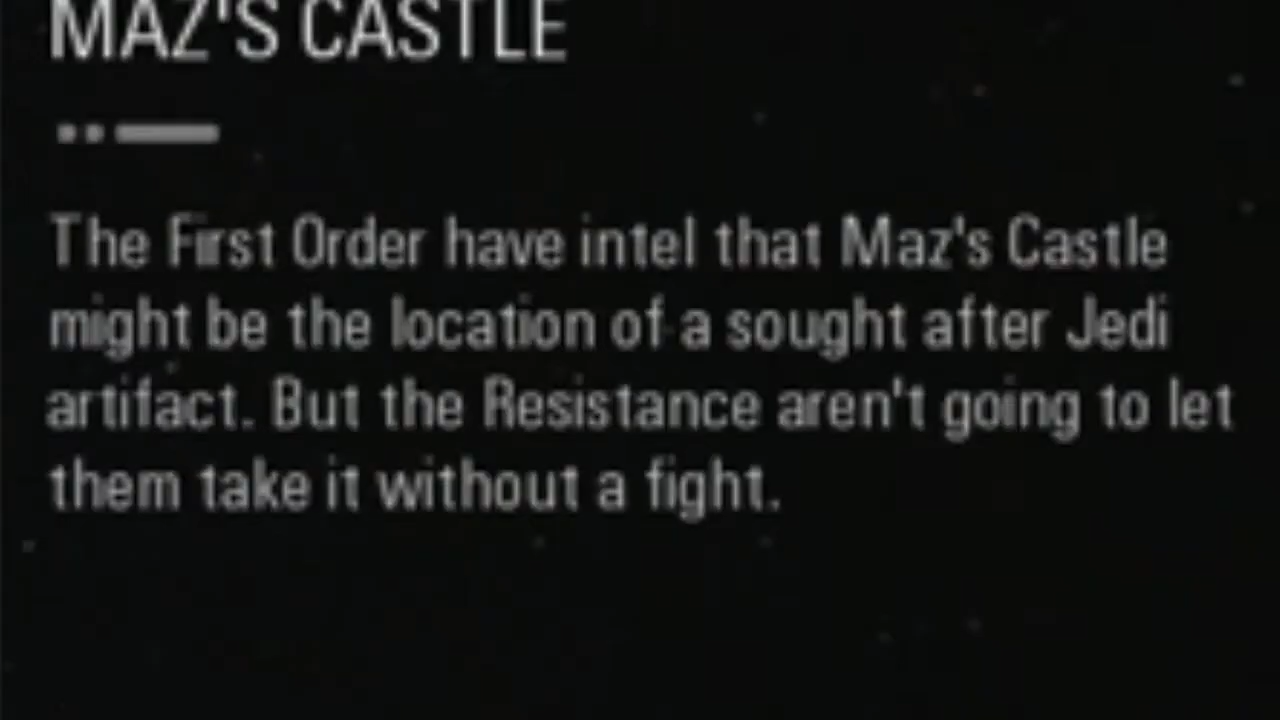 MAZ'S CASTLE
The First Order have intel that Maz's Castle
might be the location of a sought after Jedi
artifact. But the Resistance aren't going to let
them take it without a fight.